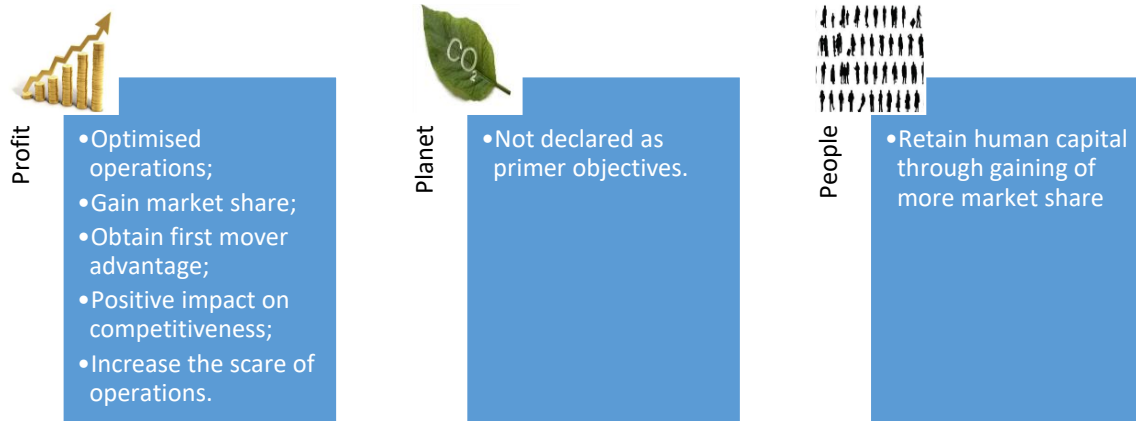 Profit
•Optimised
operations;
•Gain market share;
•Obtain first mover
advantage;
•Positive impact on
competitiveness;
•Increase the scare of
operations.
CO2
Planet
•Not declared as
primer objectives.
People
•Retain human capital
through gaining of
more market share